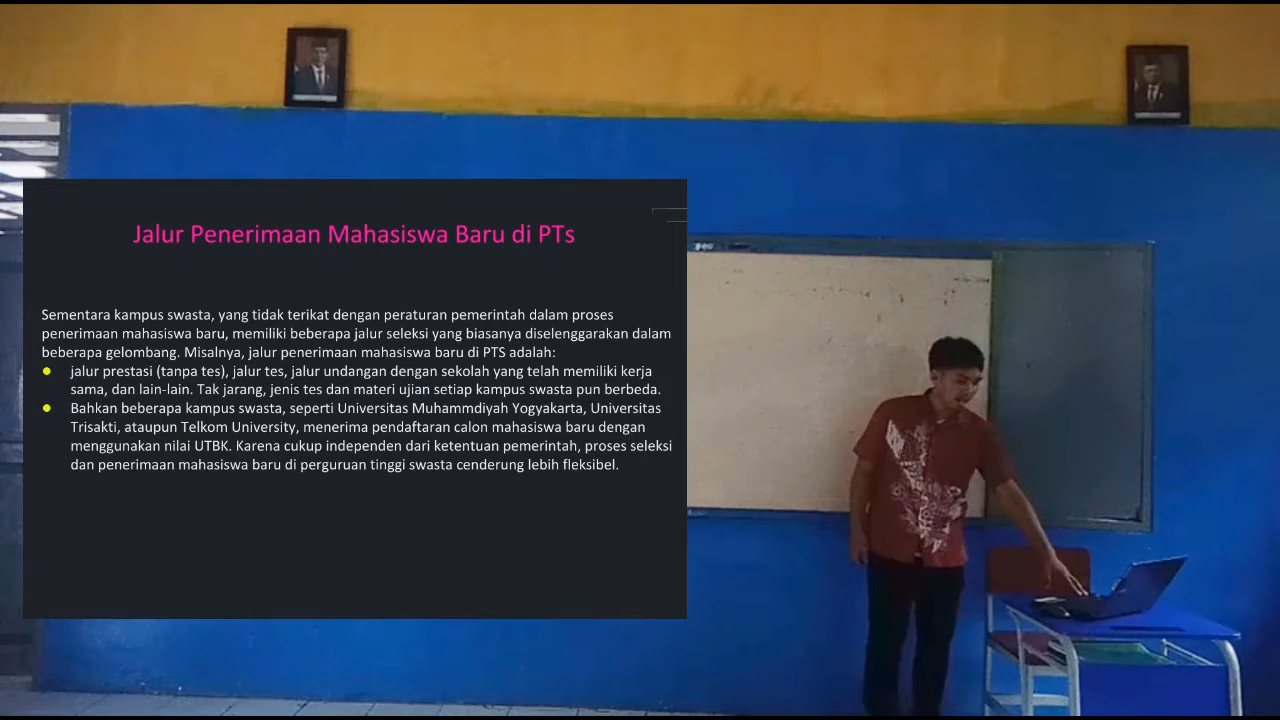 Jalur Penerimaan Mahasiswa Baru di PTs
Sementara kampus swasta, yang tidak terikat dengan peraturan pemerintah dalam proses
penerimaan mahasiswa baru, memiliki beberapa jalur seleksi yang biasanya diselenggarakan dalam
beberapa gelombang. Misalnya, jalur penerimaan mahasiswa baru di PTS adalah:
jalur prestasi (tanpa tes), jalur tes, jalur undangan dengan sekolah yang telah memiliki kerja
sama, dan lain-lain. Tak jarang, jenis tes dan materi ujian setiap kampus swasta pun berbeda.
Bahkan beberapa kampus swasta, seperti Universitas Muhammdiyah Yogyakarta, Universitas
Trisakti, ataupun Telkom University, menerima pendaftaran calon mahasiswa baru dengan
menggunakan nilai UTBK. Karena cukup independen dari ketentuan pemerintah, proses seleksi
dan penerimaan mahasiswa baru di perguruan tinggi swasta cenderung lebih fleksibel.